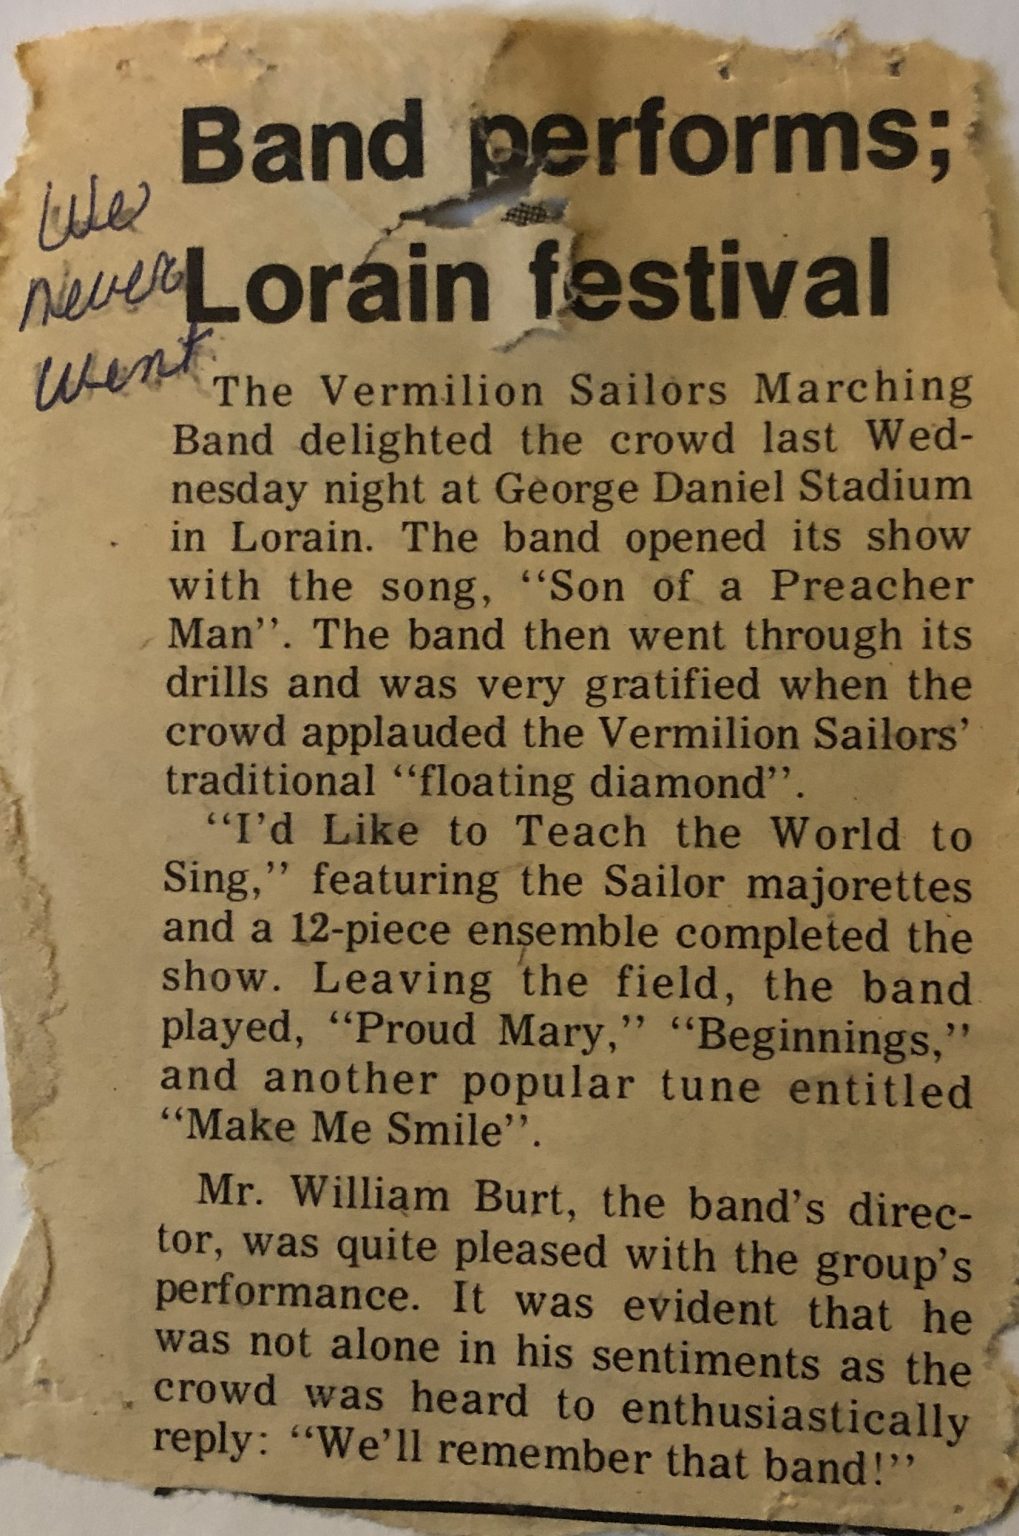 Band performs;
Lorain festival
We
never
went
The Vermilion Sailors Marching
Band delighted the crowd last Wed-
nesday night at George Daniel Stadium
in Lorain. The band opened its show
with the song, ‘‘Son of a Preacher
Man’’. The band then went through its
drills and was very gratified when the
crowd applauded the Vermilion Sailors’
traditional ‘‘floating diamond’’.
‘‘I’d Like to Teach the World to
Sing,’’ featuring the Sailor majorettes
and a 12-piece ensemble completed the
show. Leaving the field, the band
played, ‘‘Proud Mary,’’ ‘‘Beginnings,’’
and another popular tune entitled
‘‘Make Me Smile’’.
Mr. William Burt, the band’s direc-
tor, was quite pleased with the group’s
performance. It was evident that he
was not alone in his sentiments as the
crowd was heard to enthusiastically
reply: ‘‘We’ll remember that band!’’